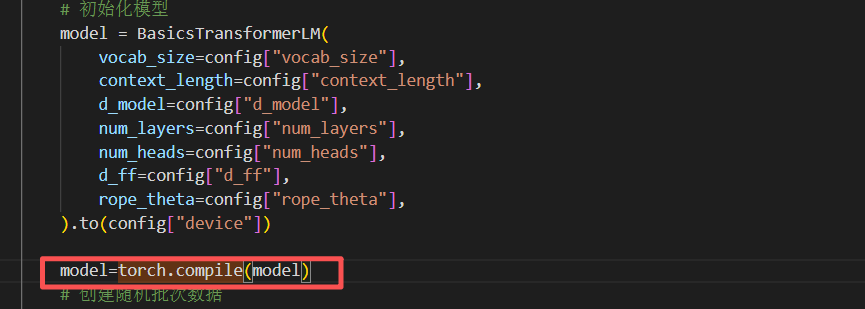 # 初始化模型
model = BasicsTransformerLM(
vocab_size=config["vocab_size"],
context_length=config["context_length"],
d_model=config["d_model"],
num_layers=config["num_layers"],
num_heads=config["num_heads"],
d_ff=config["d_ff"],
rope_theta=config["rope_theta"],
).to(config["device"])
model=torch.compile(model)
# 创建随机批次数据